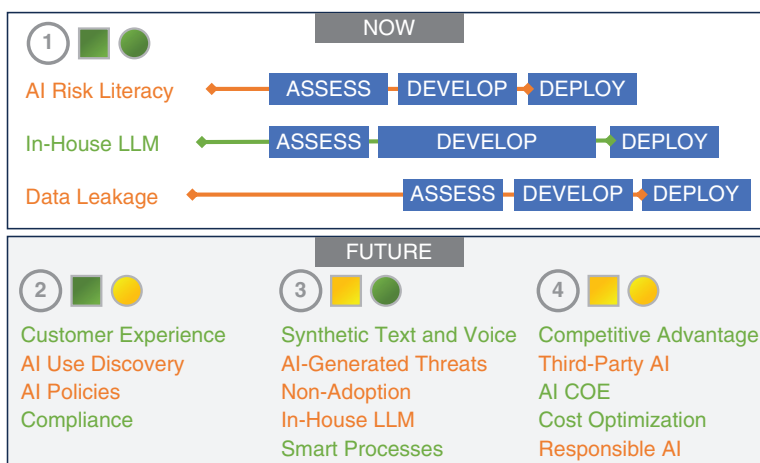 NOW
1
AI Risk Literacy ASSESS DEVELOP DEPLOY
In-House LLM ASSESS DEVELOP DEPLOY
Data Leakage ASSESS DEVELOP DEPLOY
FUTURE
2
Customer Experience
AI Use Discovery
AI Policies
Compliance
3
Synthetic Text and Voice
AI-Generated Threats
Non-Adoption
In-House LLM
Smart Processes
4
Competitive Advantage
Third-Party AI
AI COE
Cost Optimization
Responsible AI